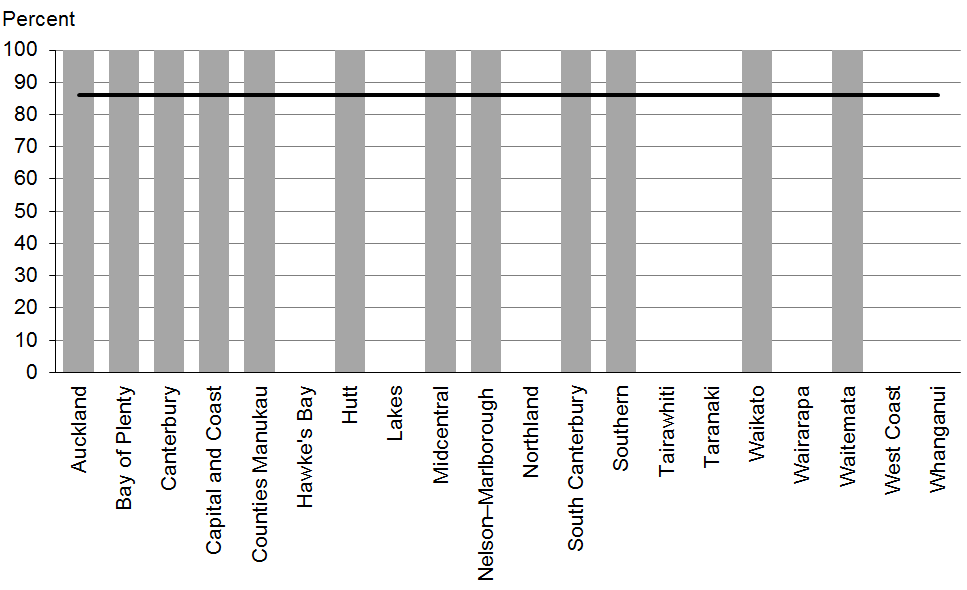 Percent
100
90
80
70
60
50
40
30
20
10
0
Auckland
Bay of Plenty
Canterbury
Capital and Coast
Counties Manukau
Hawke's Bay
Hutt
Lakes
Midcentral
Nelson–Marlborough
Northland
South Canterbury
Southern
Tairawhiti
Taranaki
Waikato
Wairarapa
Waitemata
West Coast
Whanganui